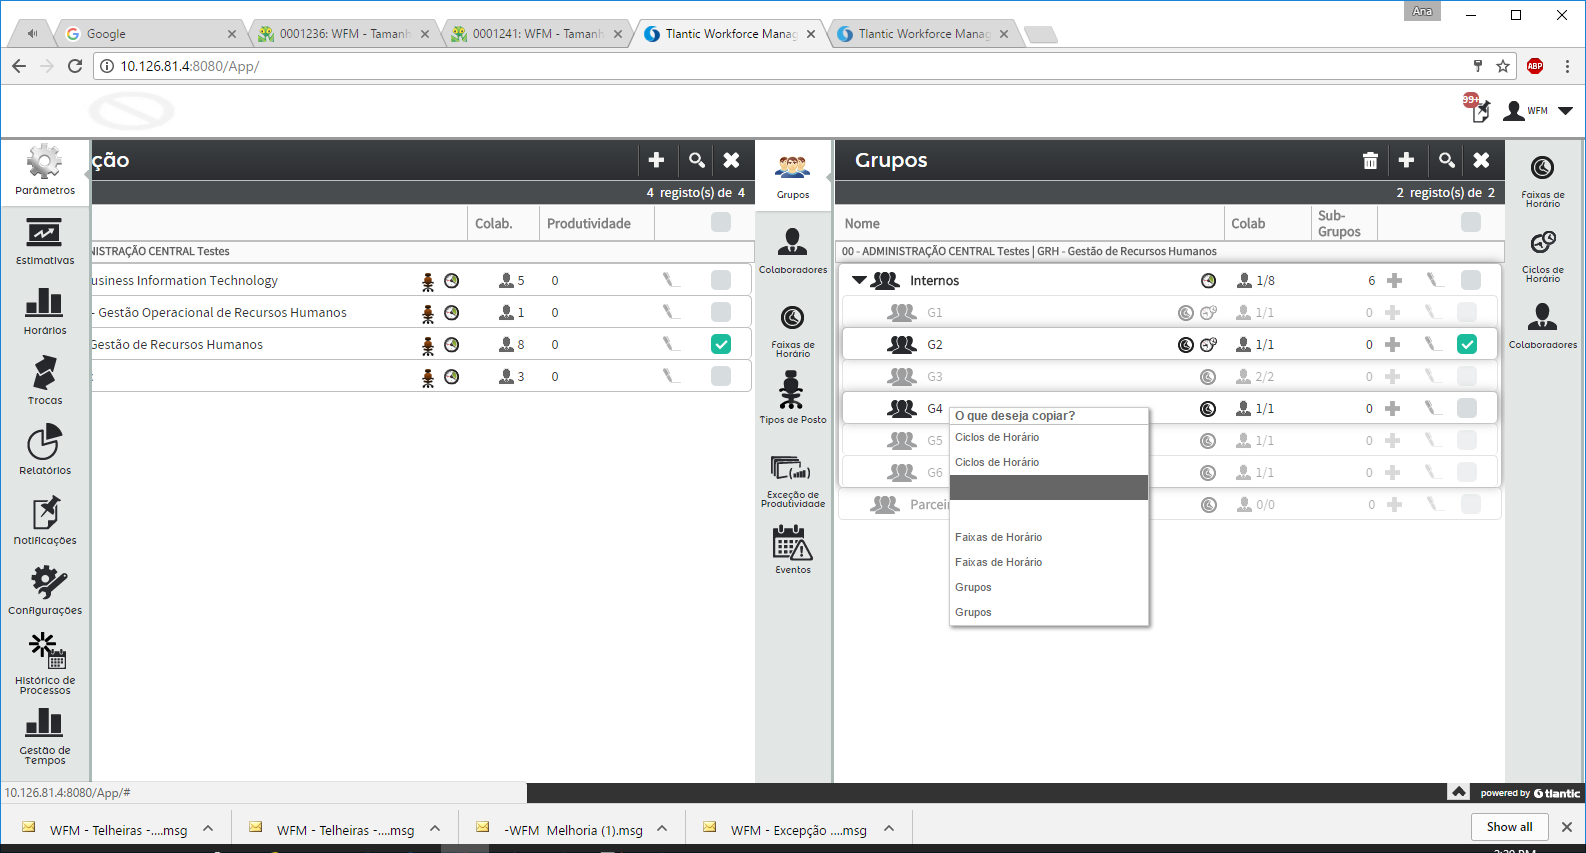 Ana
Google
0001236: WFM - Tamanh
0001241: WFM - Tamanh
Tlantic Workforce Manag
Tlantic Workforce Manag
10.126.81.4:8080/App/
ABP
99+
WFM
Parâmetros
Estimativas
Horários
Trocas
Relatórios
Notificações
Configurações
Histórico de
Processos
Gestão de
Tempos
ção
4 registo(s) de 4
Colab.
Produtividade
NISTRAÇÃO CENTRAL Testes
usiness Information Technology
5
0
- Gestão Operacional de Recursos Humanos
1
0
Gestão de Recursos Humanos
8
0
3
0
Grupos
Colaboradores
Faixas de
Horário
Tipos de Posto
Exceção de
Produtividade
Eventos
Grupos
2 registo(s) de 2
Nome
Colab
Sub-
Grupos
00 - ADMINISTRAÇÃO CENTRAL Testes | GRH - Gestão de Recursos Humanos
Internos
1/8
6
G1
1/1
0
G2
1/1
0
G3
2/2
0
G4
1/1
0
G5
1/1
0
G6
1/1
0
Parcei
0/0
0
O que deseja copiar?
Ciclos de Horário
Ciclos de Horário
Faixas de Horário
Faixas de Horário
Grupos
Grupos
Faixas de
Horário
Ciclos de
Horário
Colaboradores
10.126.81.4:8080/App/#
powered by tlantic
WFM - Telheiras -....msg
WFM - Telheiras -....msg
-WFM Melhoria (1).msg
WFM - Excepção ....msg
Show all